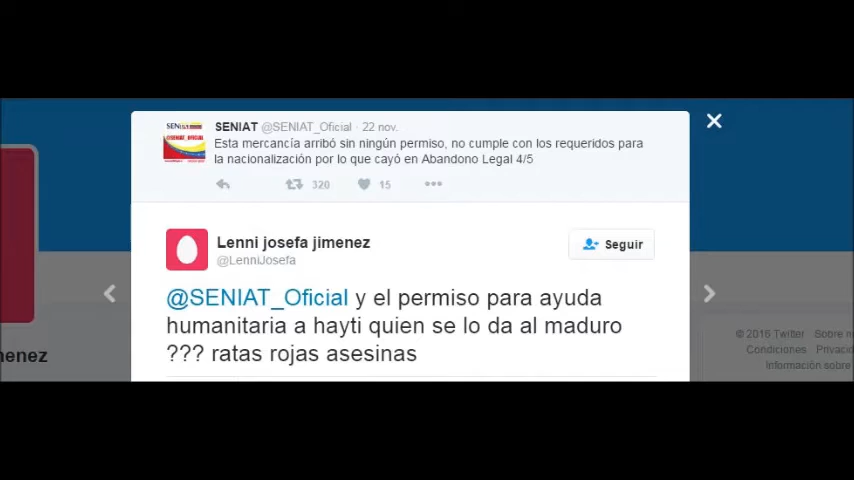 SENIAT @SENIAT_Oficial · 22 nov.
Esta mercancía arribó sin ningún permiso, no cumple con los requeridos para
la nacionalización por lo que cayó en Abandono Legal 4/5
320 15
Lenni josefa jimenez
@LenniJosefa
Seguir
@SENIAT_Oficial y el permiso para ayuda
humanitaria a hayti quien se lo da al maduro
??? ratas rojas asesinas
enez
© 2016 Twitter Sobre n
Condiciones Privacid
Información sobre